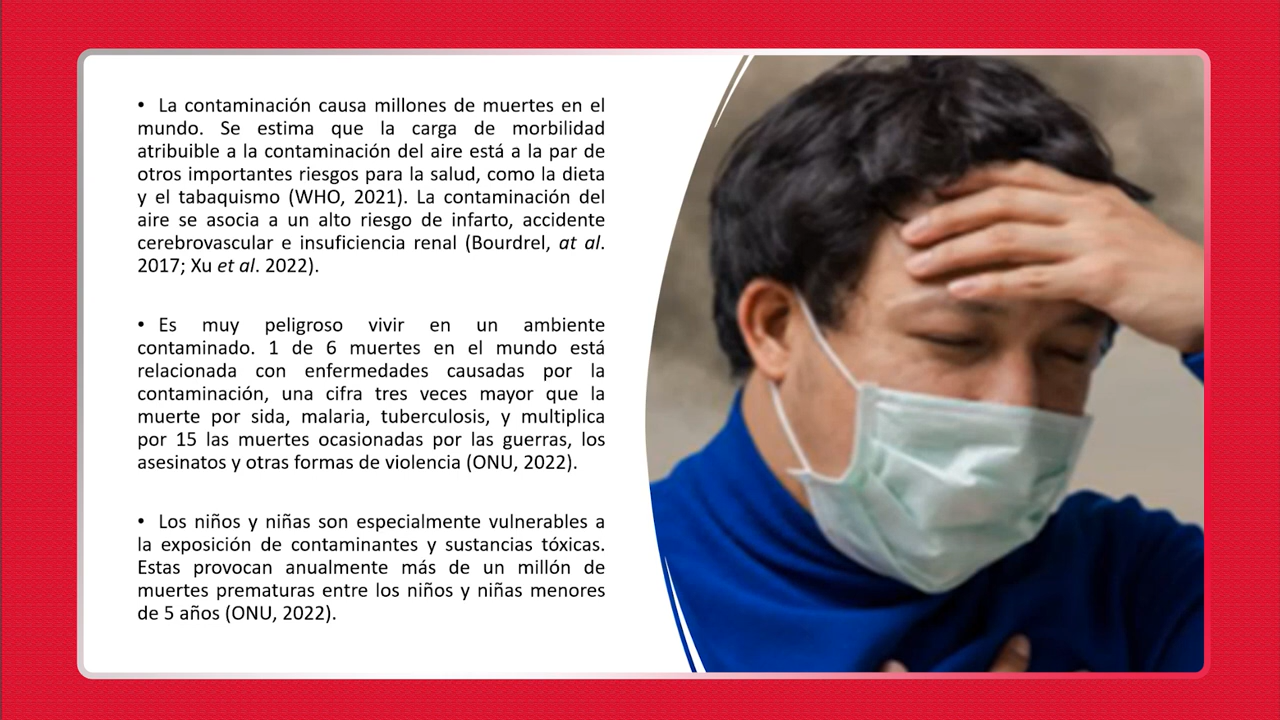 • La contaminación causa millones de muertes en el
mundo. Se estima que la carga de morbilidad
atribuible a la contaminación del aire está a la par de
otros importantes riesgos para la salud, como la dieta
y el tabaquismo (WHO, 2021). La contaminación del
aire se asocia a un alto riesgo de infarto, accidente
cerebrovascular e insuficiencia renal (Bourdrel, at al.
2017; Xu et al. 2022).
• Es muy peligroso vivir en un ambiente
contaminado. 1 de 6 muertes en el mundo está
relacionada con enfermedades causadas por la
contaminación, una cifra tres veces mayor que la
muerte por sida, malaria, tuberculosis, y multiplica
por 15 las muertes ocasionadas por las guerras, los
asesinatos y otras formas de violencia (ONU, 2022).
• Los niños y niñas son especialmente vulnerables a
la exposición de contaminantes y sustancias tóxicas.
Estas provocan anualmente más de un millón de
muertes prematuras entre los niños y niñas menores
de 5 años (ONU, 2022).